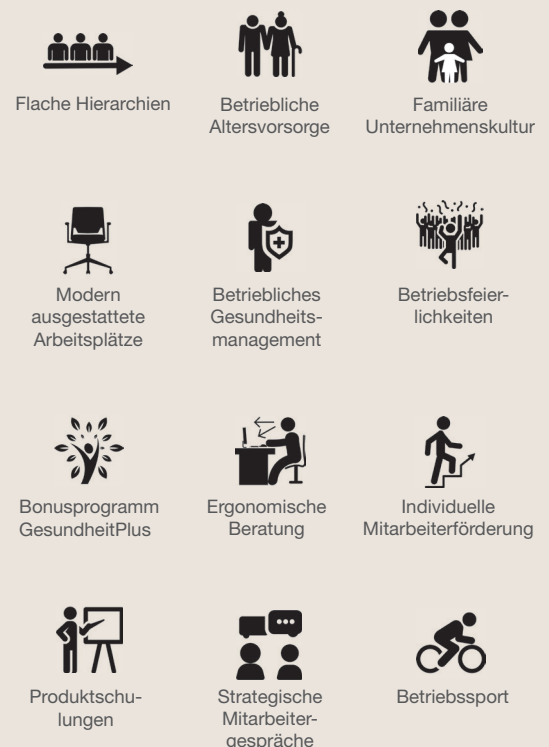 Flache Hierarchien
Betriebliche
Altersvorsorge
Familiäre
Unternehmenskultur
Modern
ausgestattete
Arbeitsplätze
Betriebliches
Gesundheits-
management
Betriebsfeier-
lichkeiten
Bonusprogramm
GesundheitPlus
Ergonomische
Beratung
Individuelle
Mitarbeiterförderung
Produktschu-
lungen
Strategische
Mitarbeiter-
gespräche
Betriebssport